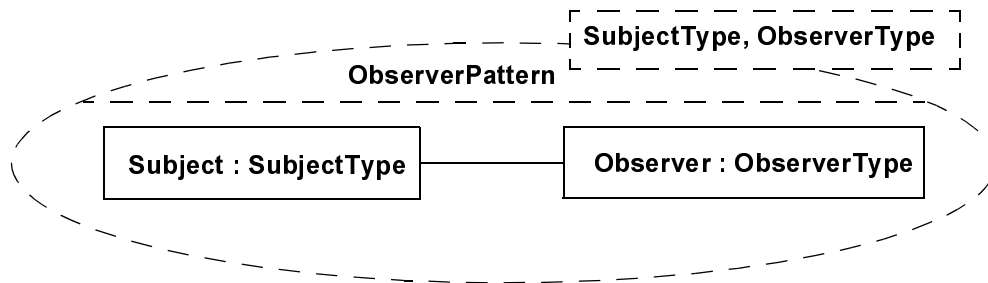 SubjectType, ObserverType
ObserverPattern
Subject : SubjectType
Observer : ObserverType